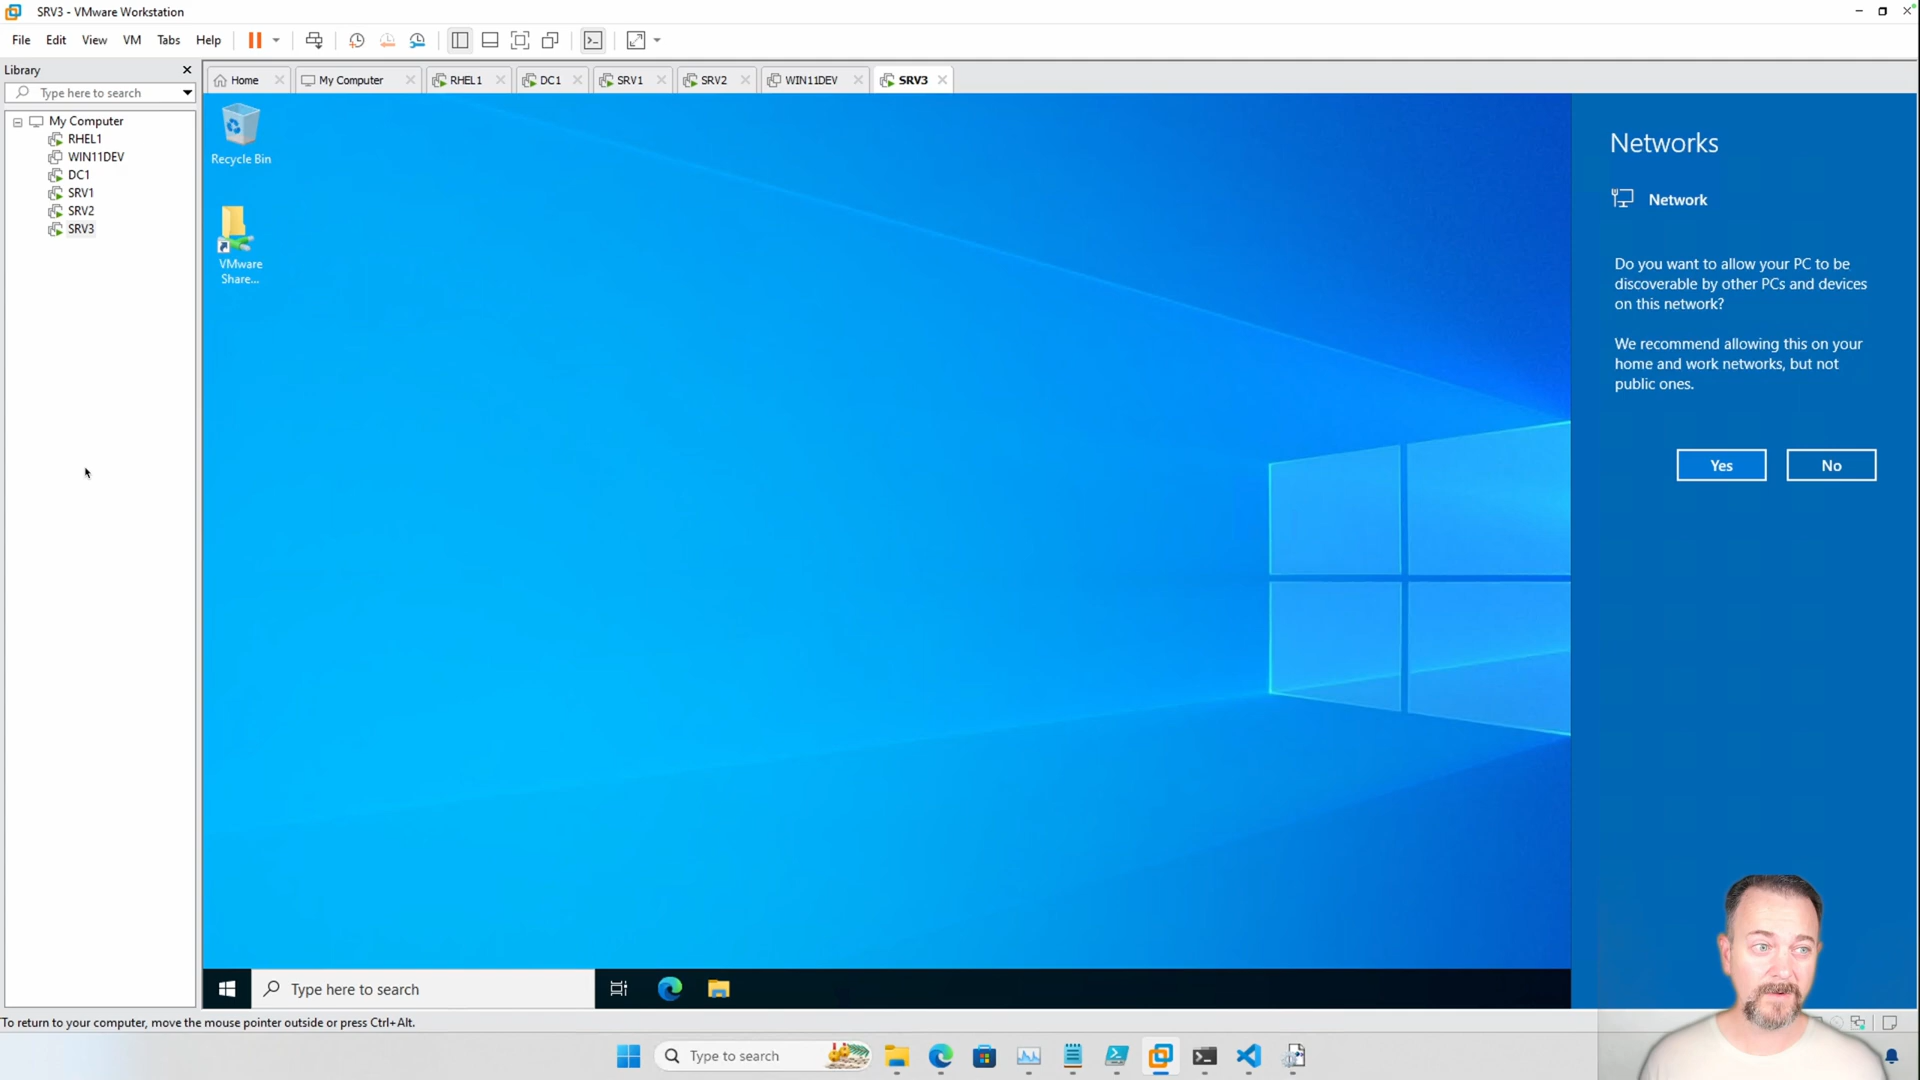 SRV3 - VMware Workstation
File Edit View VM Tabs Help
Library
Type here to search
My Computer
RHEL1
WIN11DEV
DC1
SRV1
SRV2
SRV3
Home
My Computer
RHEL1
DC1
SRV1
SRV2
WIN11DEV
SRV3
Recycle Bin
VMware
Share...
Networks
Network
Do you want to allow your PC to be
discoverable by other PCs and devices
on this network?
We recommend allowing this on your
home and work networks, but not
public ones.
Yes
No
Type here to search
To return to your computer, move the mouse pointer outside or press Ctrl+Alt.
Type to search